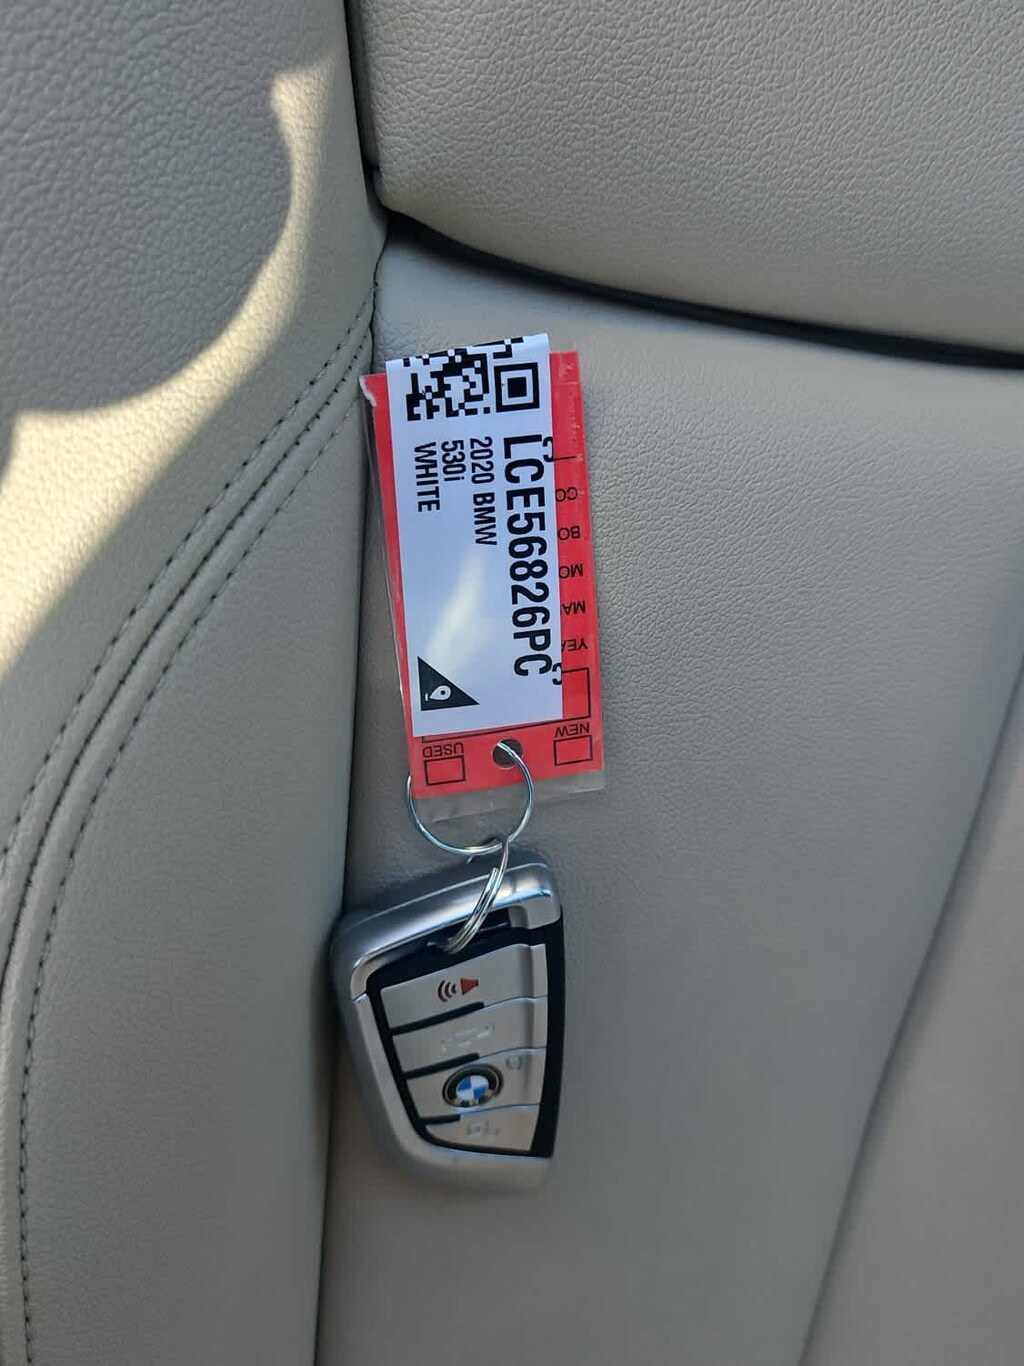 LCE56826PC
2020 BMW
530i
WHITE
CO
BO
MO
MA
YEA
NEW
USED